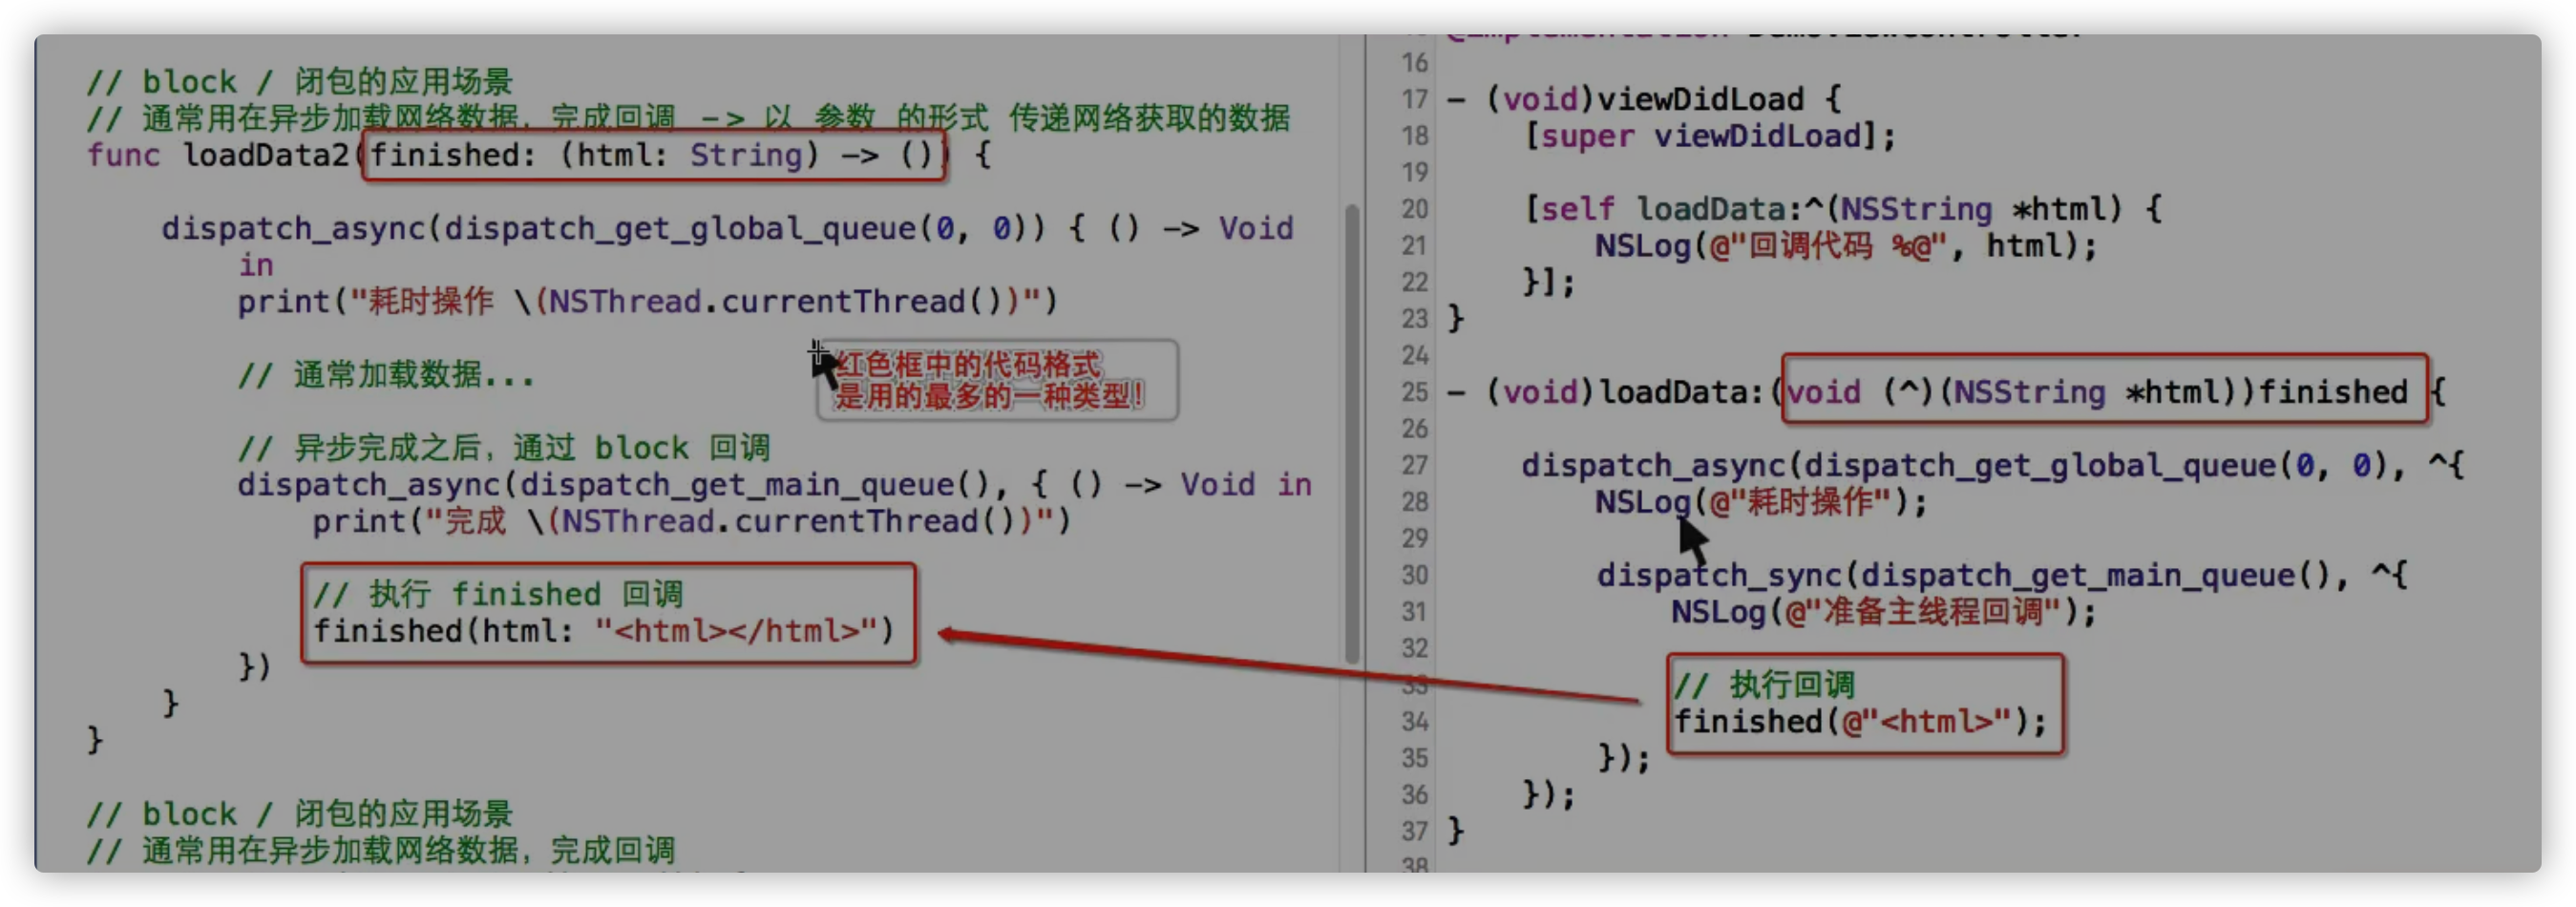 // block / 闭包的应用场景
// 通常用在异步加载网络数据，完成回调 -> 以 参数 的形式 传递网络获取的数据
func loadData2(finished: (html: String) -> ()) {
dispatch_async(dispatch_get_global_queue(0, 0)) { () -> Void
in
print("耗时操作 \(NSThread.currentThread())")
红色框中的代码格式
是用的最多的一种类型！
// 通常加载数据...
// 异步完成之后，通过 block 回调
dispatch_async(dispatch_get_main_queue(), { () -> Void in
print("完成 \(NSThread.currentThread())")
// 执行 finished 回调
finished(html: "<html></html>")
})
}
}
// block / 闭包的应用场景
// 通常用在异步加载网络数据，完成回调
16
17 - (void)viewDidLoad {
18 [super viewDidLoad];
19
20 [self loadData:^(NSString *html) {
21 NSLog(@"回调代码 %@", html);
22 }];
23 }
24
25 - (void)loadData:(void (^)(NSString *html))finished {
26
27 dispatch_async(dispatch_get_global_queue(0, 0), ^{
28 NSLog(@"耗时操作");
29
30 dispatch_sync(dispatch_get_main_queue(), ^{
31 NSLog(@"准备主线程回调");
32
33 // 执行回调
34 finished(@"<html>");
35 });
36 });
37 }
38